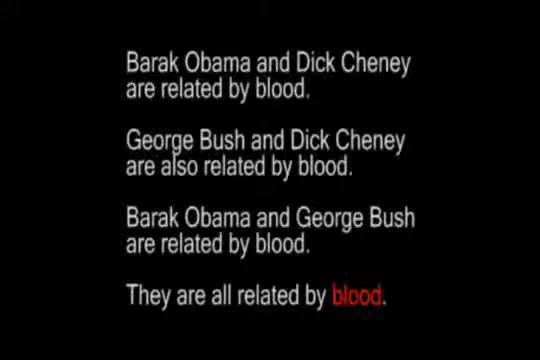 Barak Obama and Dick Cheney
are related by blood.
George Bush and Dick Cheney
are also related by blood.
Barak Obama and George Bush
are related by blood.
They are all related by blood.